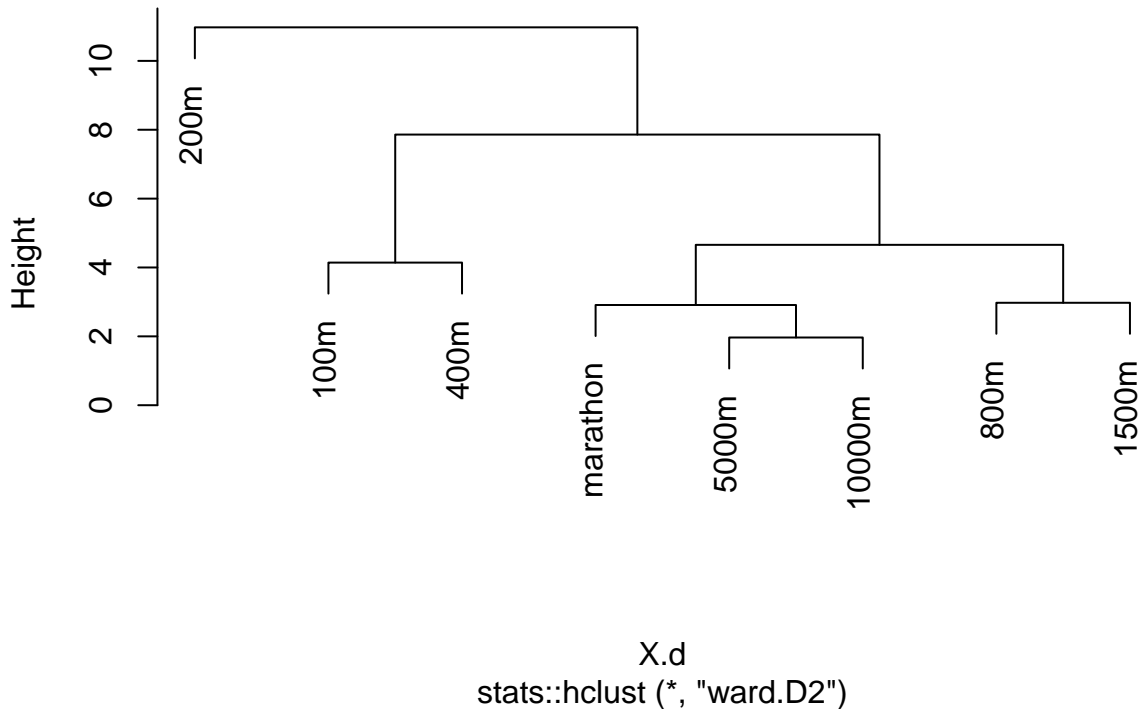 Height
10
8
6
4
2
0
200m
100m
400m
marathon
5000m
10000m
800m
1500m
X.d
stats::hclust (*, "ward.D2")